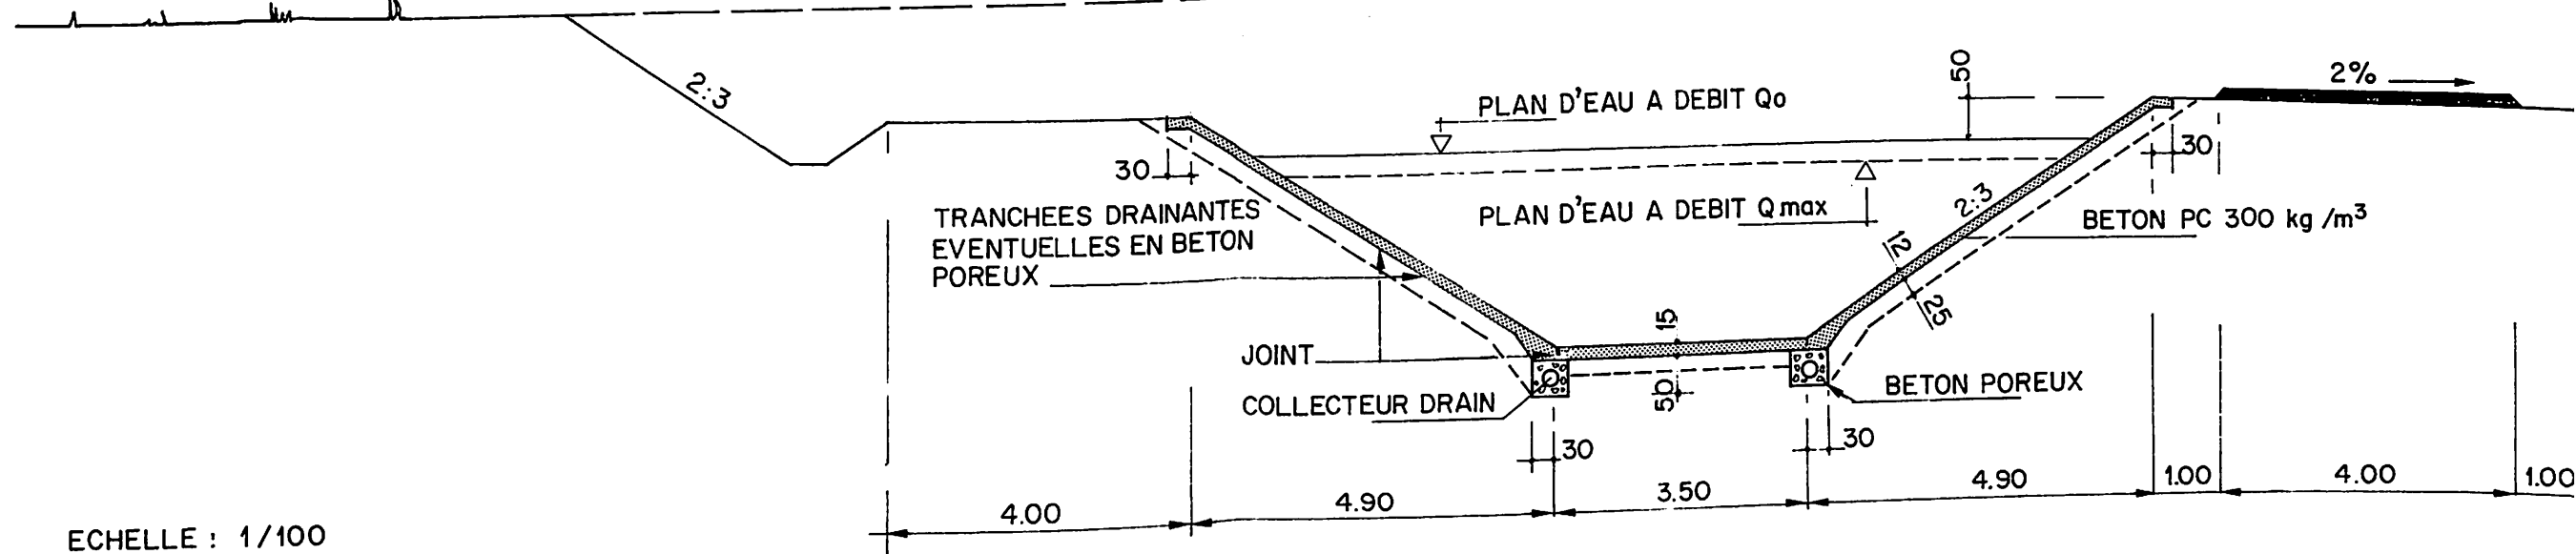 2:3
50
2%
PLAN D'EAU A DEBIT Qo
30
30
TRANCHEES DRAINANTES
EVENTUELLES EN BETON
POREUX
PLAN D'EAU A DEBIT Qmax
2:3
BETON PC 300 kg/m³
12
25
15
JOINT
50
COLLECTEUR DRAIN
BETON POREUX
30
30
4.00
4.90
3.50
4.90
1.00
4.00
1.00
ECHELLE : 1/100